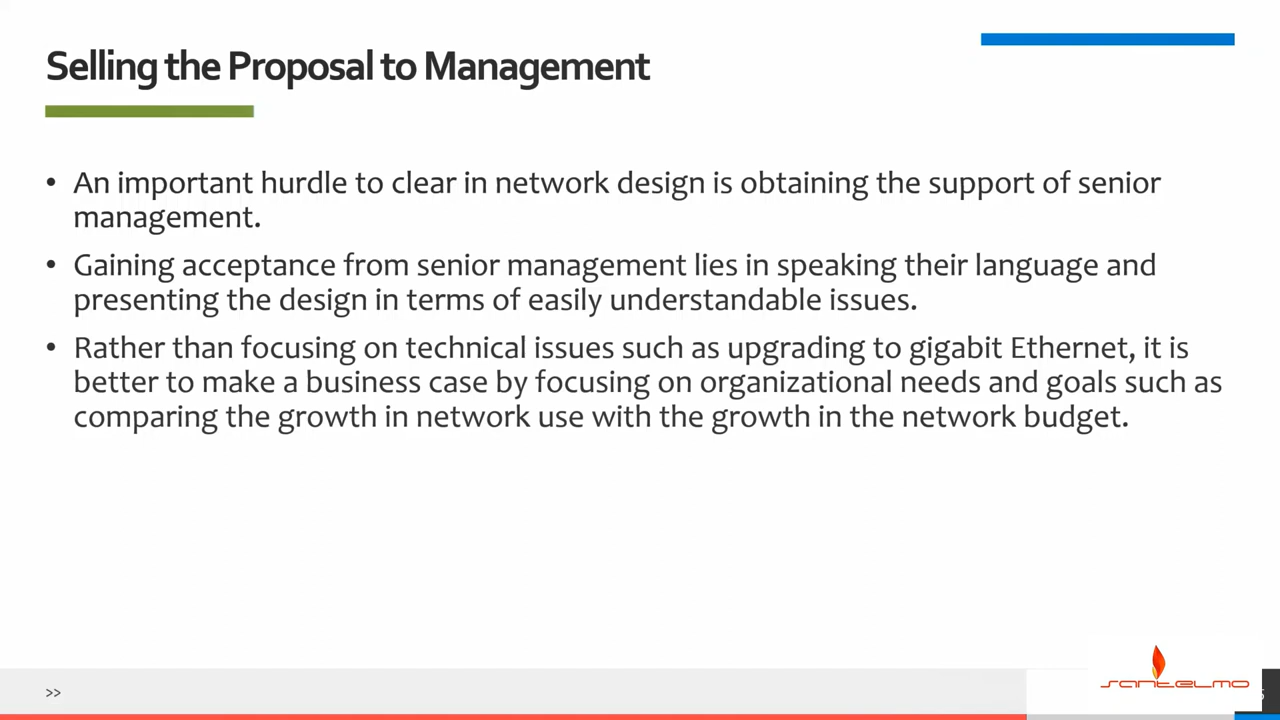 Selling the Proposal to Management
• An important hurdle to clear in network design is obtaining the support of senior
management.
• Gaining acceptance from senior management lies in speaking their language and
presenting the design in terms of easily understandable issues.
• Rather than focusing on technical issues such as upgrading to gigabit Ethernet, it is
better to make a business case by focusing on organizational needs and goals such as
comparing the growth in network use with the growth in the network budget.
>>
santelmo